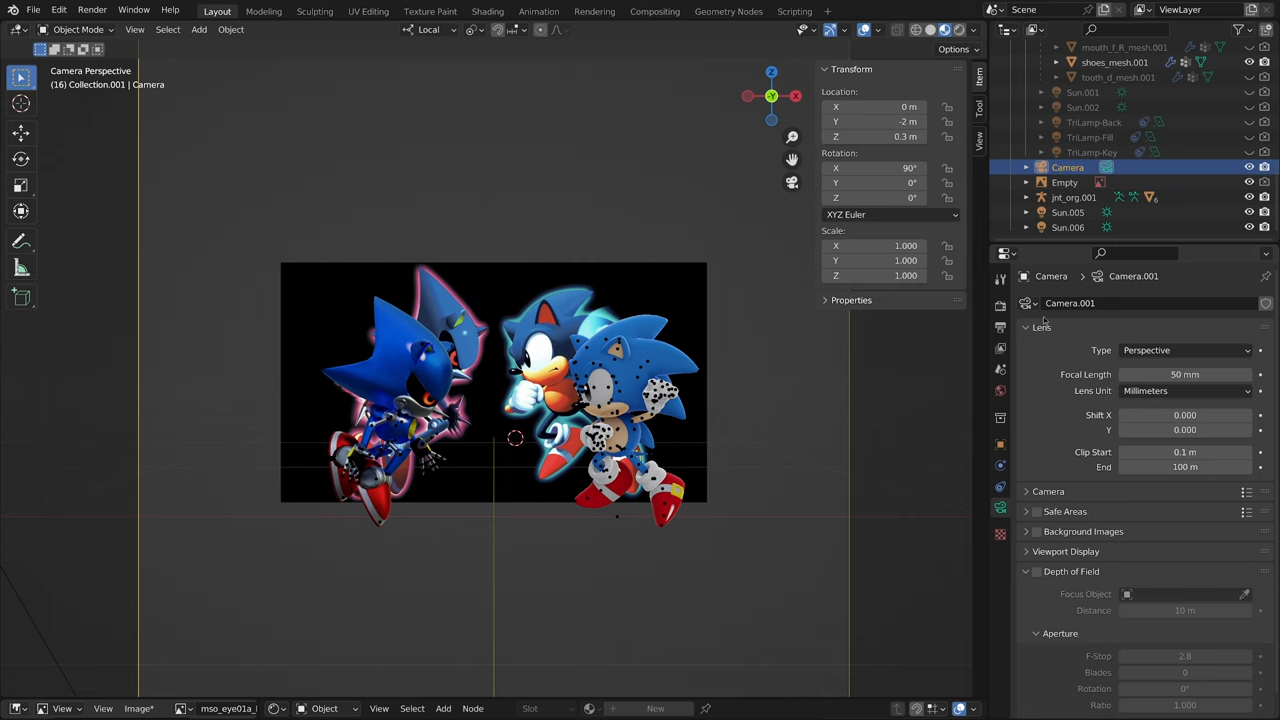 File Edit Render Window Help Layout Modeling Sculpting UV Editing Texture Paint Shading Animation Rendering Compositing Geometry Nodes Scripting + Scene ViewLayer
Object Mode View Select Add Object Local
Options
Camera Perspective
(16) Collection.001 | Camera
Z
-Y
X
Transform
Location:
X 0 m
Y -2 m
Z 0.3 m
Rotation:
X 90°
Y 0°
Z 0°
XYZ Euler
Scale:
X 1.000
Y 1.000
Z 1.000
Properties
Item
Tool
View
mouth_f_R_mesh.001
shoes_mesh.001
tooth_d_mesh.001
Sun.001
Sun.002
TriLamp-Back
TriLamp-Fill
TriLamp-Key
Camera
Empty
jnt_org.001 6
Sun.005
Sun.006
Camera > Camera.001
Camera.001
Lens
Type Perspective
Focal Length 50 mm
Lens Unit Millimeters
Shift X 0.000
Y 0.000
Clip Start 0.1 m
End 100 m
Camera
Safe Areas
Background Images
Viewport Display
Depth of Field
Focus Object
Distance 10 m
Aperture
F-Stop 2.8
Blades 0
Rotation 0°
Ratio 1.000
View View Image* mso_eye01a_l Object View Select Add Node Slot New